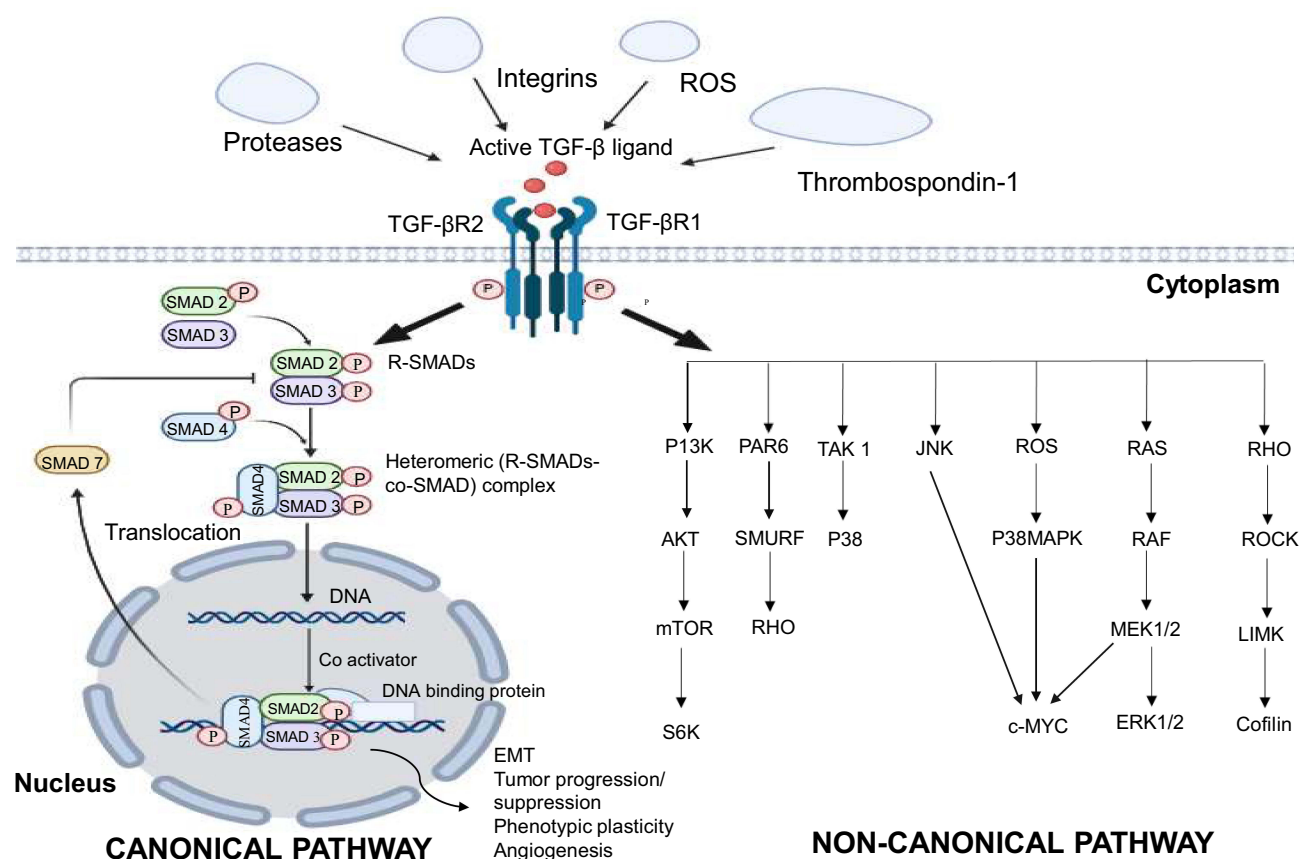 Integrins
ROS
Proteases
Active TGF-β ligand
Thrombospondin-1
TGF-βR2
TGF-βR1
Cytoplasm
P
P
P
P
SMAD 2
P
SMAD 3
SMAD 2
P
SMAD 3
P
R-SMADs
SMAD 4
P
SMAD 7
SMAD4
SMAD 2
P
SMAD 3
P
P
Heteromeric (R-SMADs-
co-SMAD) complex
Translocation
DNA
Co activator
DNA binding protein
SMAD4
SMAD2
P
SMAD 3
P
P
Nucleus
EMT
Tumor progression/
suppression
Phenotypic plasticity
Angiogenesis
CANONICAL PATHWAY
P13K
PAR6
TAK 1
JNK
ROS
RAS
RHO
AKT
SMURF
P38
P38MAPK
RAF
ROCK
mTOR
RHO
MEK1/2
LIMK
S6K
c-MYC
ERK1/2
Cofilin
NON-CANONICAL PATHWAY